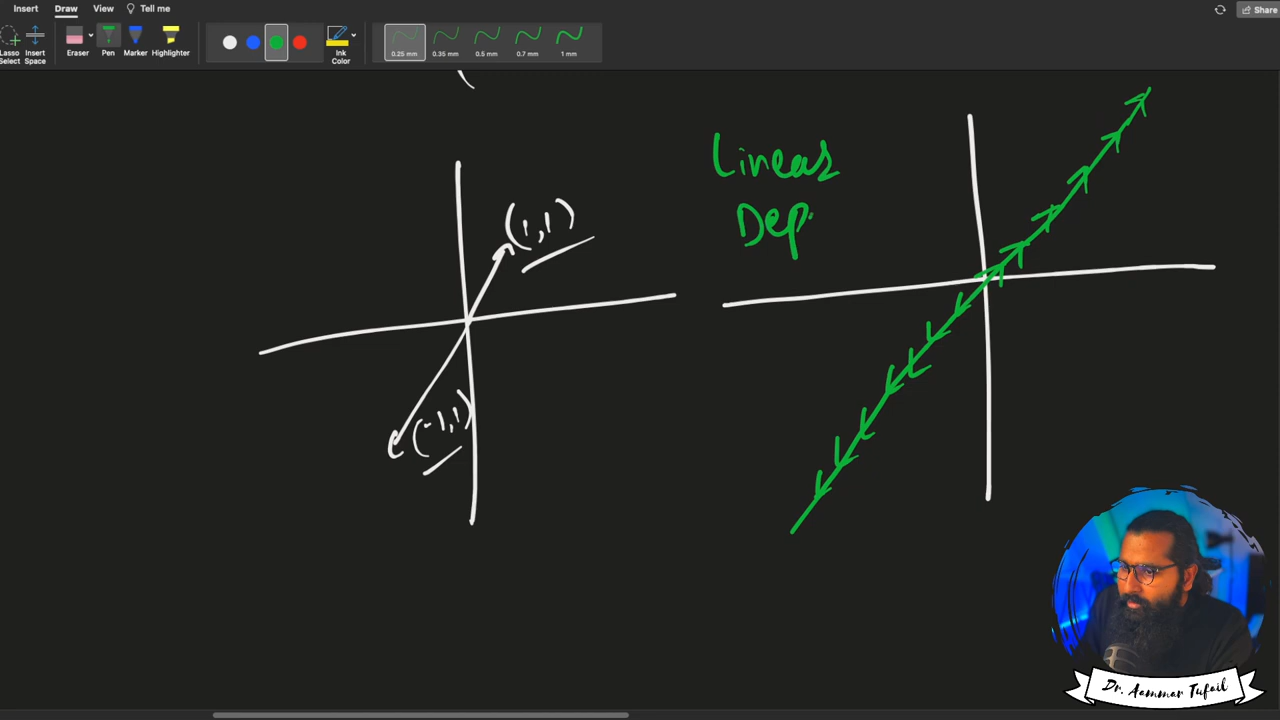 Insert Draw View Tell me
Share
Lasso Select
Insert Space
Eraser
Pen
Marker
Highlighter
Ink Color
0.25 mm
0.35 mm
0.5 mm
0.7 mm
1 mm
(1,1)
(-1,1)
Linear
Dep
Dr. Aammar Tufail